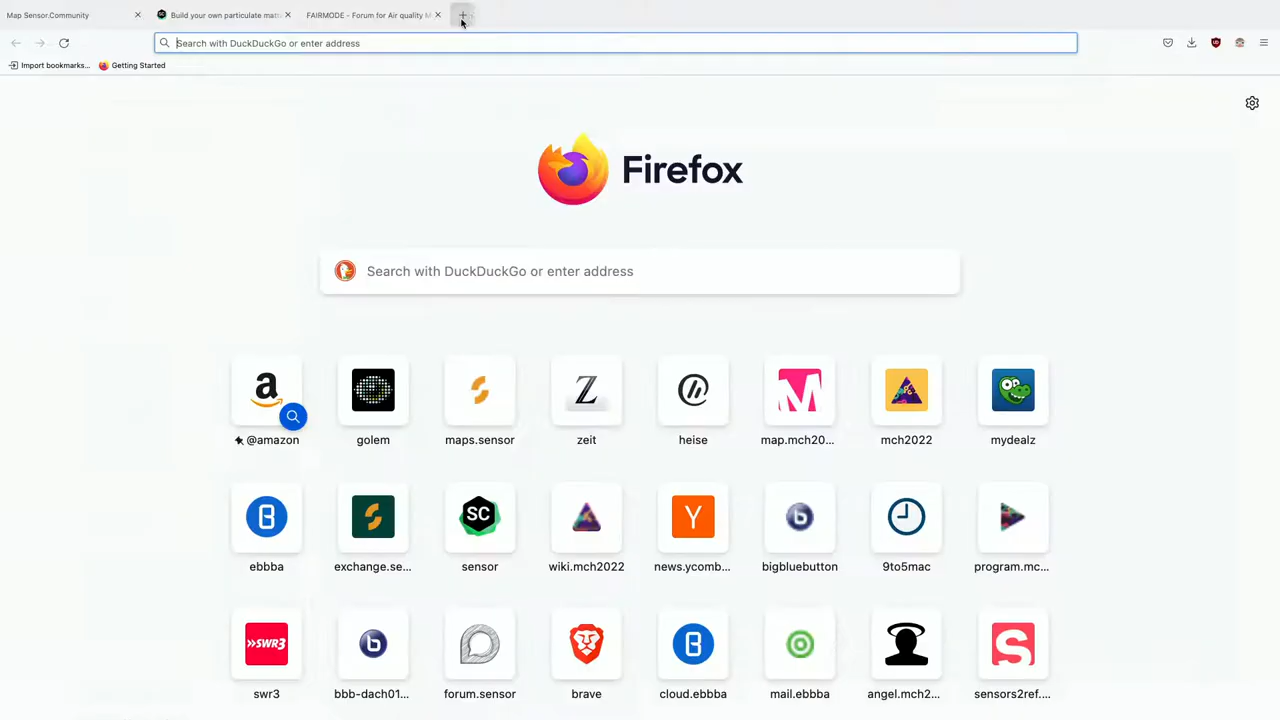 Map Sensor.Community
Build your own particulate matt
FAIRMODE - Forum for Air quality M
Search with DuckDuckGo or enter address
Import bookmarks...
Getting Started
Firefox
Search with DuckDuckGo or enter address
@amazon
golem
maps.sensor
zeit
heise
map.mch20...
mch2022
mydealz
SC
ebbba
exchange.se...
sensor
wiki.mch2022
news.ycomb...
bigbluebutton
9to5mac
program.mc...
»SWR3
swr3
bbb-dach01...
forum.sensor
brave
cloud.ebbba
mail.ebbba
angel.mch2...
sensors2ref....